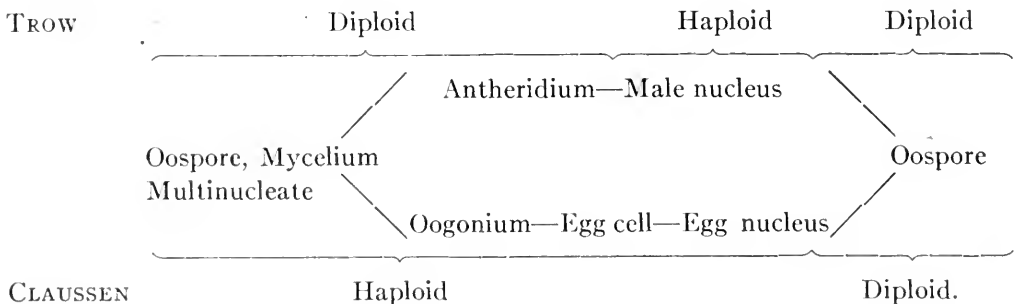 TROW Diploid Haploid Diploid
Antheridium—Male nucleus
Oospore, Mycelium Oospore
Multinucleate
Oogonium—Egg cell—Egg nucleus
CLAUSSEN Haploid Diploid.